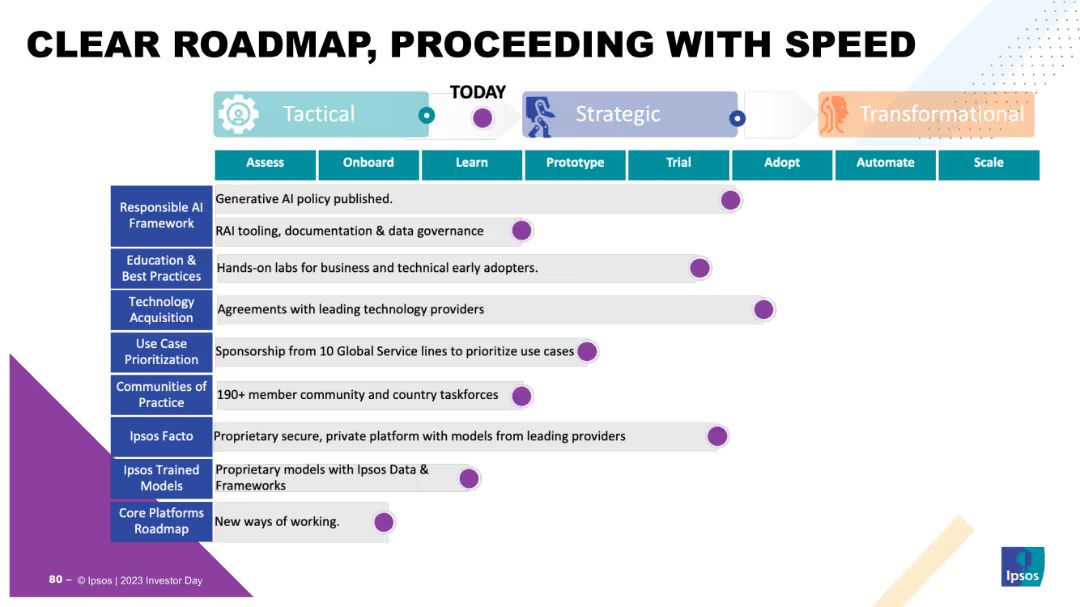 CLEAR ROADMAP, PROCEEDING WITH SPEED
TODAY
Tactical
Strategic
Transformational
Assess
Onboard
Learn
Prototype
Trial
Adopt
Automate
Scale
Responsible AI
Framework
Generative AI policy published.
RAI tooling, documentation & data governance
Education &
Best Practices
Hands-on labs for business and technical early adopters.
Technology
Acquisition
Agreements with leading technology providers
Use Case
Prioritization
Sponsorship from 10 Global Service lines to prioritize use cases
Communities of
Practice
190+ member community and country taskforces
Ipsos Facto
Proprietary secure, private platform with models from leading providers
Ipsos Trained
Models
Proprietary models with Ipsos Data &
Frameworks
Core Platforms
Roadmap
New ways of working.
80 – © Ipsos | 2023 Investor Day
Ipsos